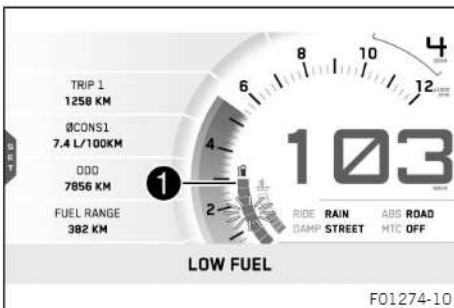 TRIP 1
1258 KM
ØCONS1
7.4 L/100KM
ODO
7856 KM
FUEL RANGE
382 KM
SET
2
4
6
8
10
12
4
1
103
RIDE RAIN ABS ROAD
DAMP STREET MTC OFF
LOW FUEL
F01274-10